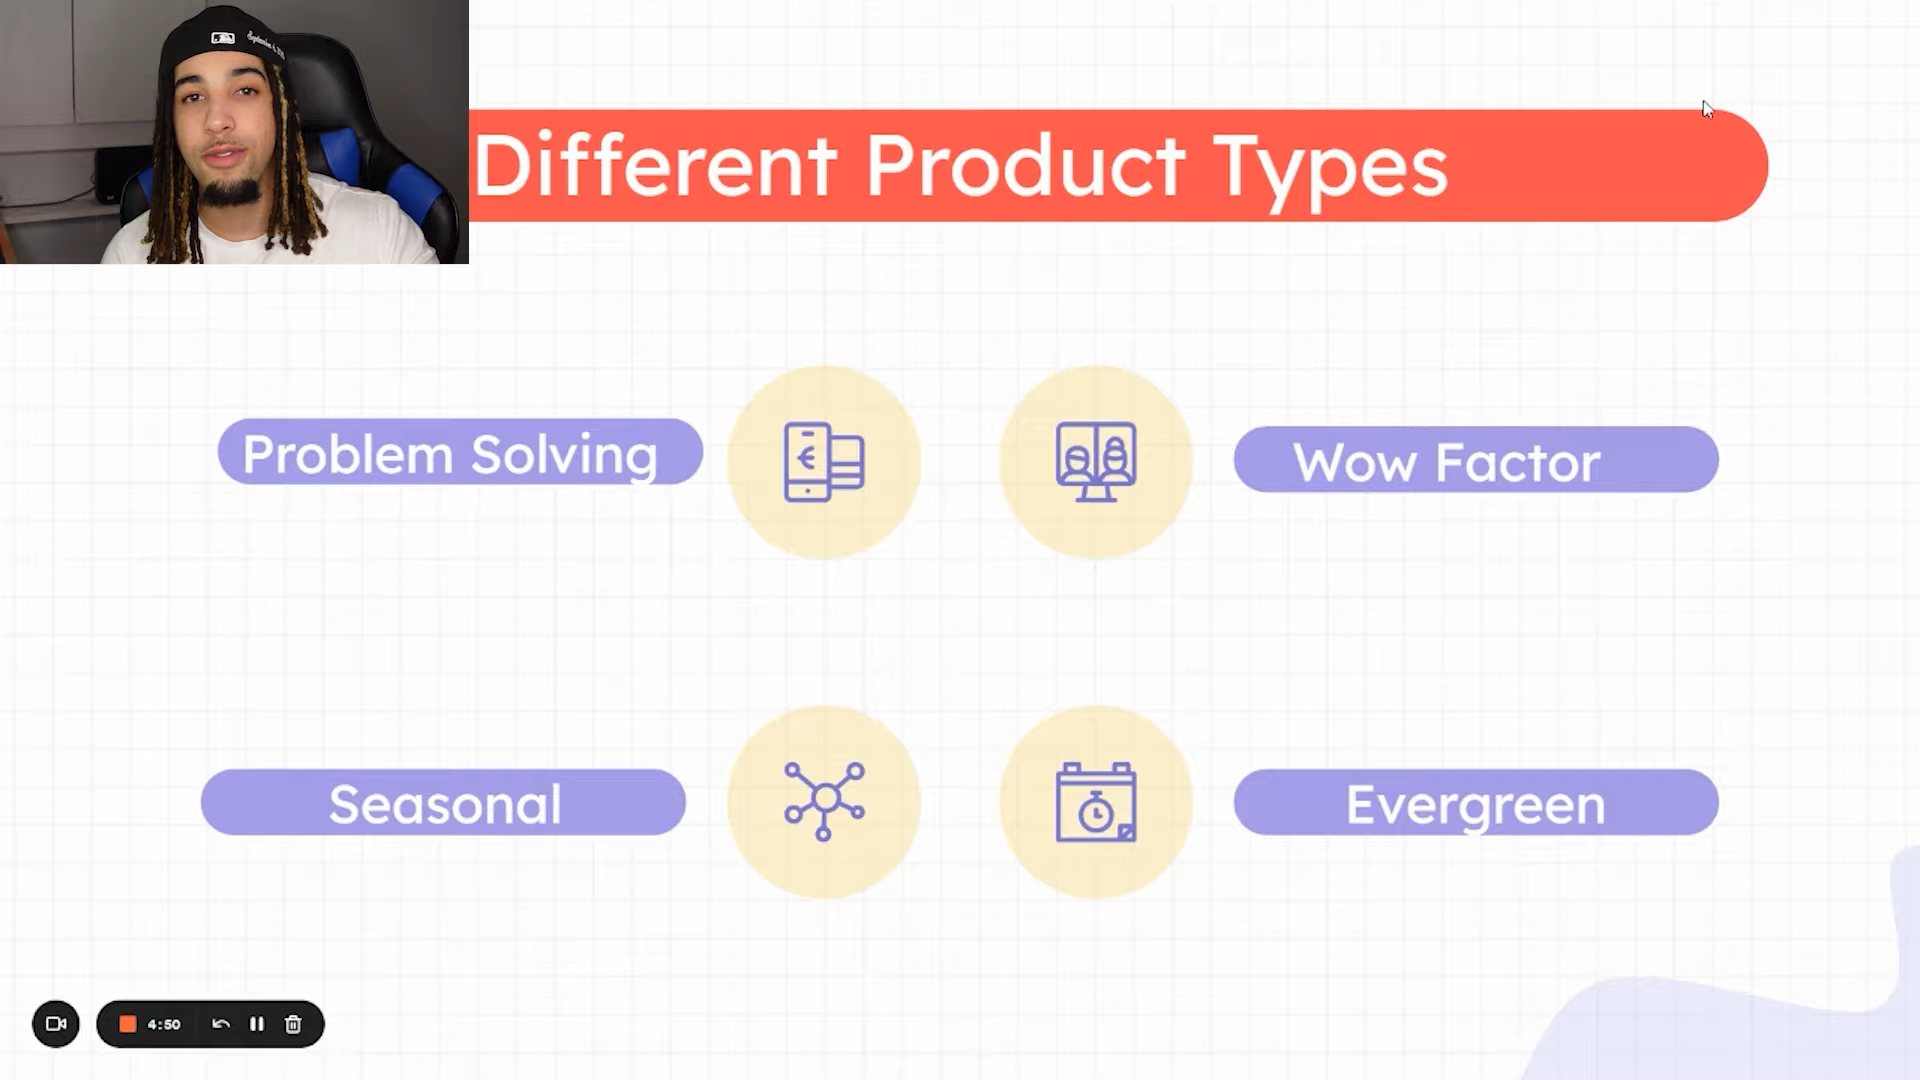 Different Product Types
Problem Solving
Wow Factor
Seasonal
Evergreen
4:50